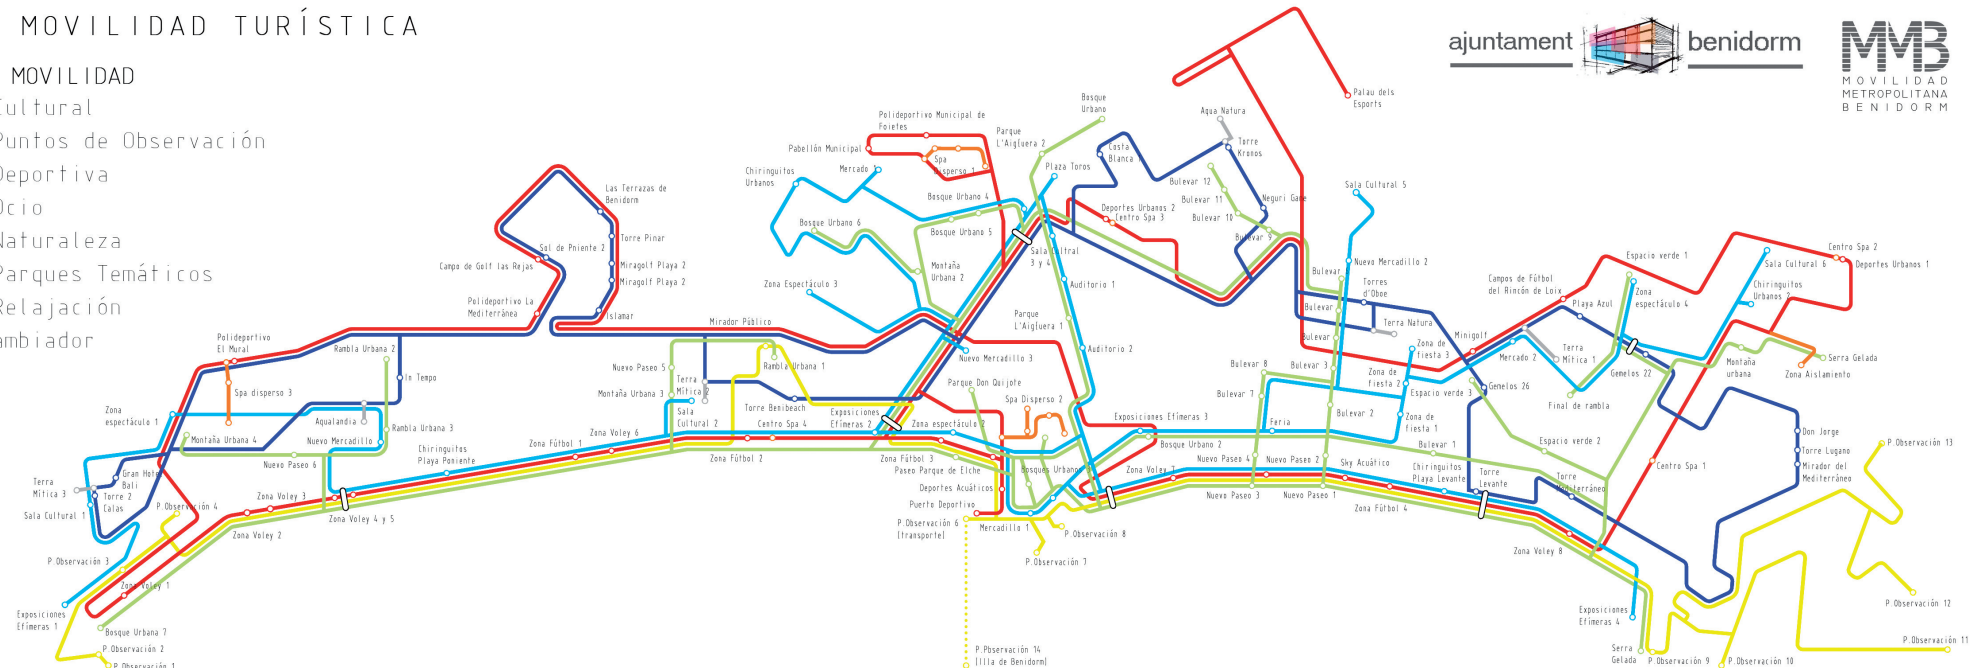 MOVILIDAD TURÍSTICA
MOVILIDAD
Cultural
Puntos de Observación
Deportiva
Ocio
Naturaleza
Parques Temáticos
Relajación
ambiador
ajuntament benidorm
MMB
MOVILIDAD
METROPOLITANA
BENIDORM
Palau dels
Esports
Bosque
Urbano
Aqua Natura
Polideportivo Municipal de
Foietes
Parque
L'Aigüera 2
Pabellón Municipal
Spa
Disperso 1
Costa
Blanca 1
Torre
Kronos
Chiringuitos
Urbanos
Mercado 1
Plaza Toros
Bulevar 12
Sala Cultural 5
Las Terrazas de
Benidorm
Bosque Urbano 4
Bulevar 11
Neguri Gane
Deportes Urbanos 2
Centro Spa 3
Bulevar 10
Bosque Urbano 6
Bosque Urbano 5
Bulevar 9
Torre Pinar
Sol de Poiente 2
Sala Cultral
3 y 4
Campo de Golf las Rejas
Miragolf Playa 2
Miragolf Playa 2
Montaña
Urbana 2
Nuevo Mercadillo 2
Bulevar
Espacio verde 1
Centro Spa 2
Deportes Urbanos 1
Sala Cultural 6
Zona Espectáculo 3
Auditorio 1
Torres
d'Oboe
Campos de Fútbol
del Rincón de Loix
Zona
espectáculo 4
Chiringuitos
Urbanos 2
Polideportivo La
Mediterránea
Islamar
Mirador Público
Parque
L'Aigüera 1
Bulevar
Terra Natura
Playa Azul
Minigolf
Polideportivo
El Mural
Rambla Urbana 2
Nuevo Mercadillo 3
Auditorio 2
Bulevar
Zona de
fiesta 3
Mercado 2
Terra
Mítica 1
Gemelos 22
Montaña
urbana
Serra Gelada
Zona Aislamiento
Nuevo Paseo 5
Rambla Urbana 1
Bulevar 8
Bulevar 3
Zona de
fiesta 2
In Tempo
Spa disperso 3
Montaña Urbana 3
Terra
Mítica 2
Parque Don Quijote
Bulevar 7
Espacio verde 3
Gemelos 26
Final de rambla
Zona
espectáculo 1
Aqualandia
Rambla Urbana 3
Sala
Cultural 2
Torre Benibeach
Exposiciones
Efímeras 2
Spa Disperso 2
Exposiciones Efímeras 3
Bulevar 2
Zona de
fiesta 1
Feria
Montaña Urbana 4
Nuevo Mercadillo
Zona Voley 6
Centro Spa 4
Zona espectáculo 2
Bosque Urbano 2
Bulevar 1
Espacio verde 2
Don Jorge
P.Observación 13
Nuevo Paseo 6
Chiringuitos
Playa Poniente
Zona Fútbol 1
Zona Fútbol 2
Zona Fútbol 3
Paseo Parque de Elche
Bosques Urbano
Nuevo Paseo 4
Nuevo Paseo 2
Sky Acuático
Torre Lugano
Mirador del
Mediterráneo
Centro Spa 1
Gran Hotel
Bali
Zona Voley 7
Chiringuitos
Playa Levante
Torre
Levante
Torre
Mediterráneo
Terra
Mítica 3
Torre 2
Calas
Zona Voley 3
Deportes Acuáticos
Nuevo Paseo 3
Nuevo Paseo 1
Sala Cultural 1
P.Observación 4
Zona Voley 4 y 5
Puerto Deportivo
Zona Fútbol 4
Zona Voley 2
P.Observación 6
(transporte)
Mercadillo 1
P.Observación 8
P.Observación 3
P.Observación 7
Zona Voley 8
Zona Voley 1
P.Observación 12
Exposiciones
Efímeras 1
Exposiciones
Efímeras 4
Bosque Urbana 7
P.Observación 2
P.Observación 1
P.Pbservación 14
(Illa de Benidorm)
Serra
Gelada
P.Observación 9
P.Observación 10
P.Observación 11